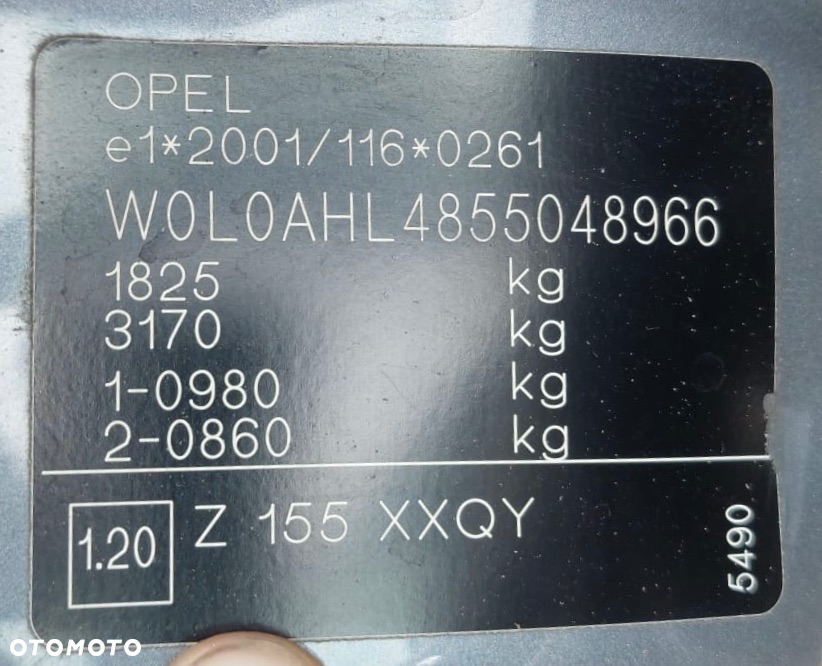 OPEL
e1*2001/116*0261
W0L0AHL4855048966
1825 kg
3170 kg
1-0980 kg
2-0860 kg
1.20 Z 155 XXQY
5490
OTOMOTO